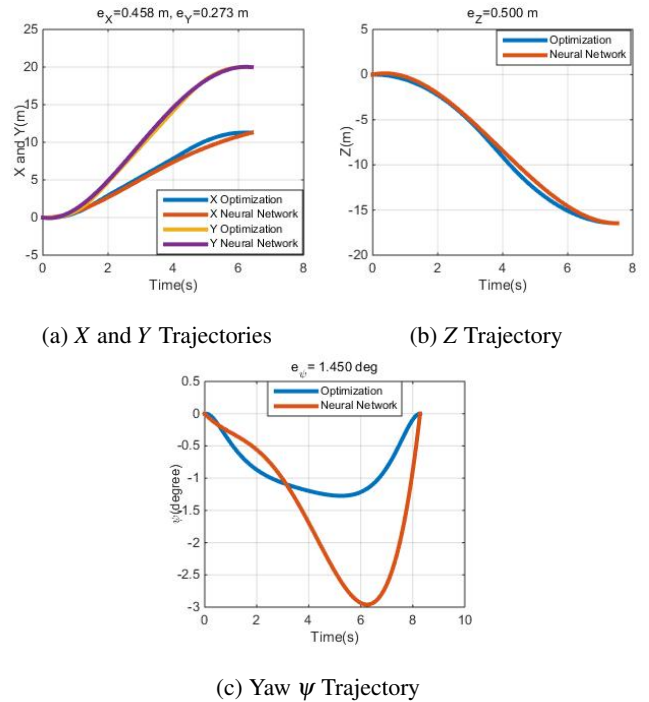 e_X=0.458 m, e_Y=0.273 m
25
20
15
10
5
0
-5
X and Y(m)
X Optimization
X Neural Network
Y Optimization
Y Neural Network
0 2 4 6 8
Time(s)
(a) X and Y Trajectories
e_Z=0.500 m
5
0
-5
-10
-15
-20
Z(m)
Optimization
Neural Network
0 2 4 6 8
Time(s)
(b) Z Trajectory
e_ψ= 1.450 deg
0.5
0
-0.5
-1
-1.5
-2
-2.5
-3
ψ(degree)
Optimization
Neural Network
0 2 4 6 8 10
Time(s)
(c) Yaw ψ Trajectory